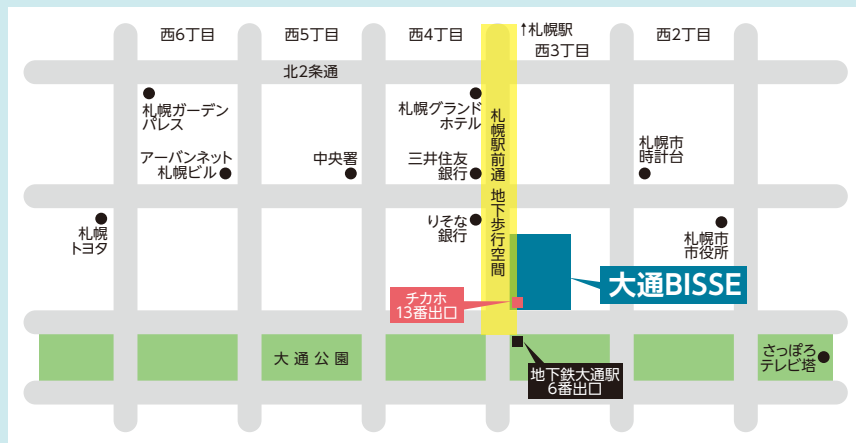 西6丁目
西5丁目
西4丁目
↑札幌駅
西3丁目
西2丁目
北2条通
札幌ガーデン
パレス
札幌グランド
ホテル
札幌駅前通 地下歩行空間
アーバンネット
札幌ビル
中央署
三井住友
銀行
札幌市
時計台
札幌
トヨタ
りそな
銀行
札幌市
市役所
大通BISSE
チカホ
13番出口
大通公園
地下鉄大通駅
6番出口
さっぽろ
テレビ塔